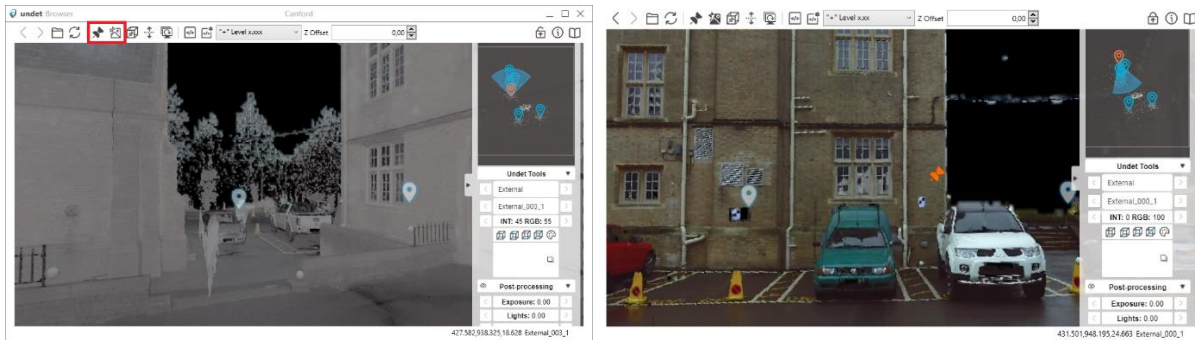 undet Browser
Canford
"=" Level x.xxx
Z Offset
0,00
Undet Tools
External
External_003_1
INT: 45 RGB: 55
Post-processing
Exposure: 0.00
Lights: 0.00
427.582,938.325,18.628 External_003_1
"=" Level x.xx
Z Offset
0,00
Undet Tools
External
External_000_1
INT: 0 RGB: 100
Post-processing
Exposure: 0.00
Lights: 0.00
431.501,948.195,24.663 External_000_1